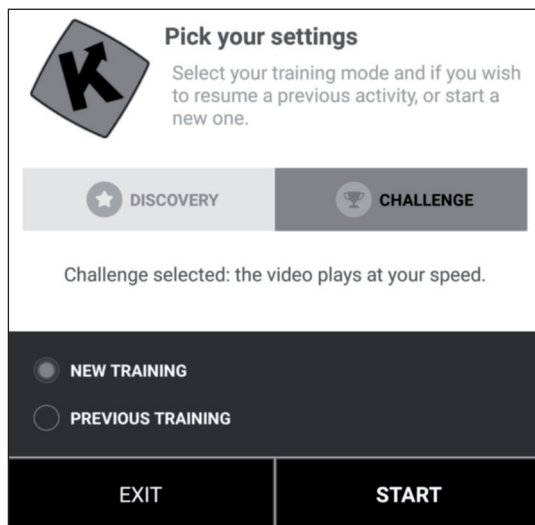 Pick your settings
Select your training mode and if you wish
to resume a previous activity, or start a
new one.
DISCOVERY
CHALLENGE
Challenge selected: the video plays at your speed.
NEW TRAINING
PREVIOUS TRAINING
EXIT
START